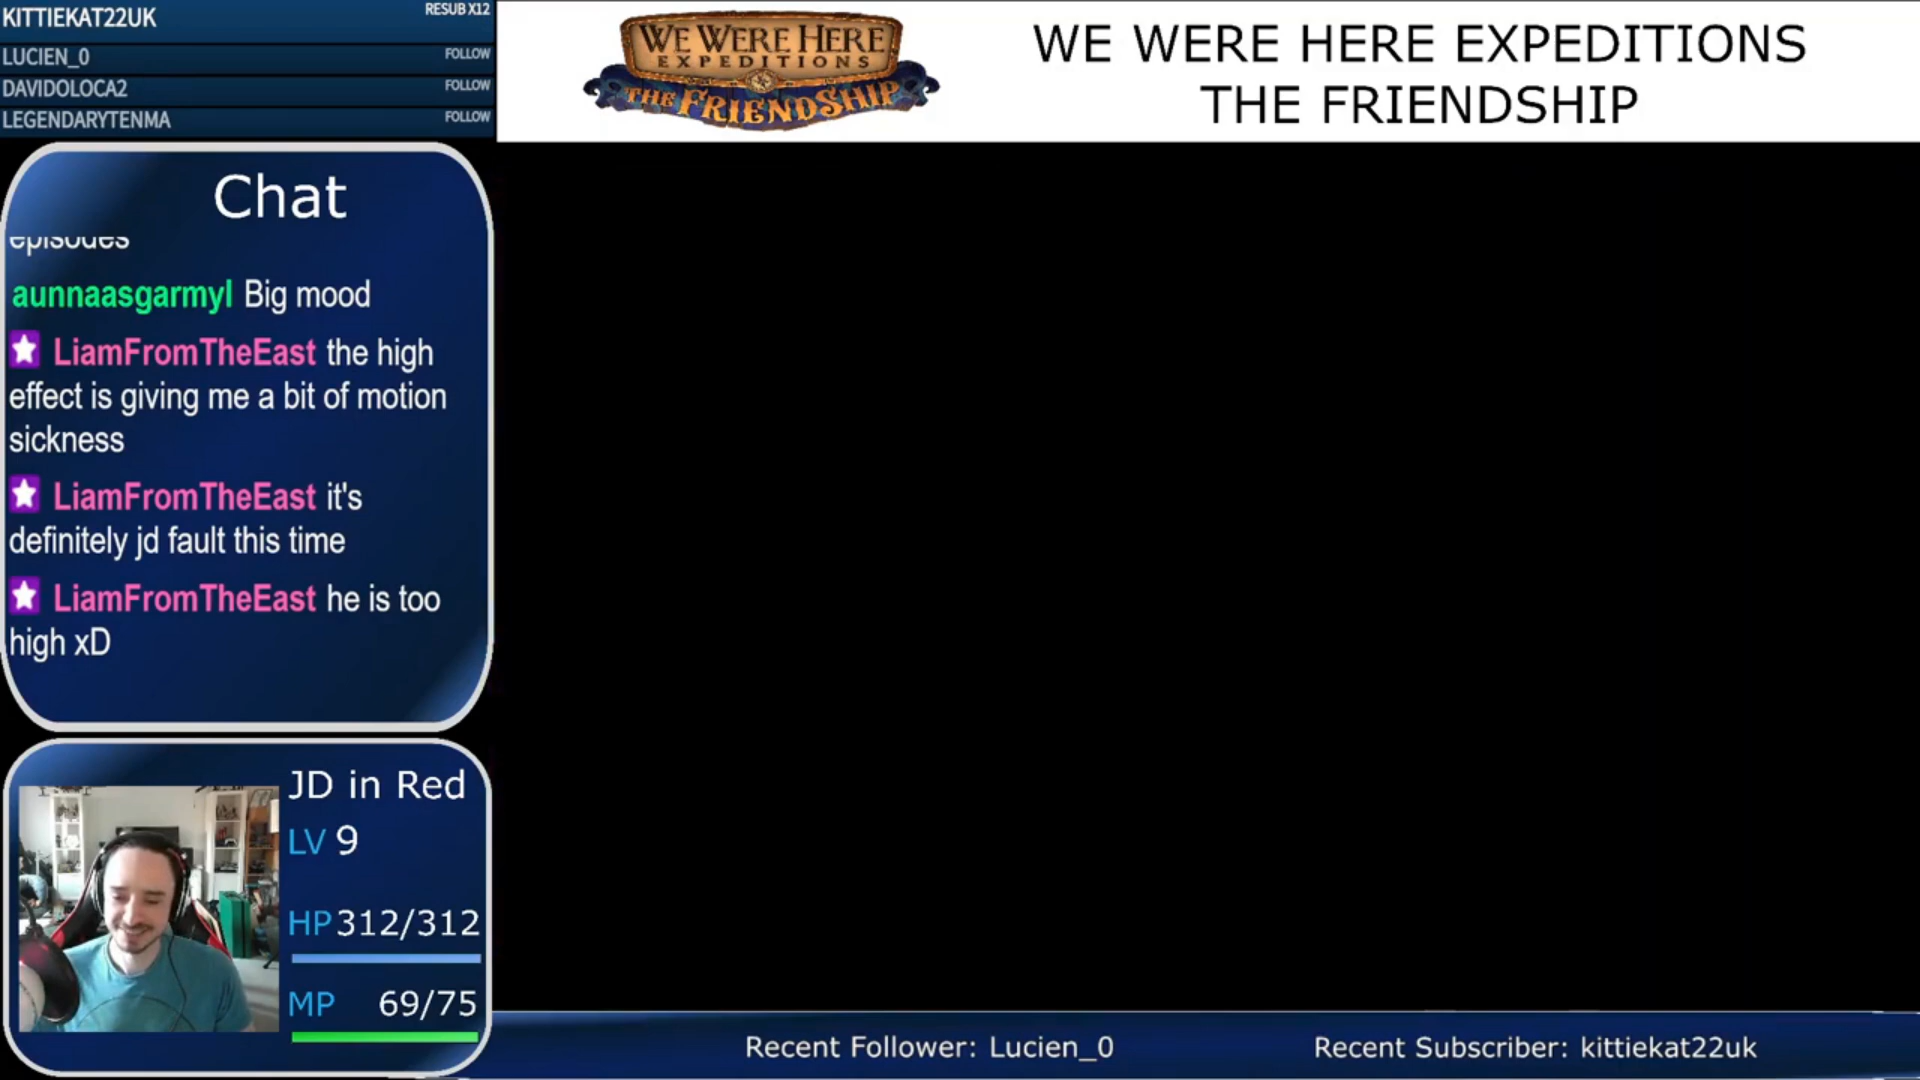 KITTIEKAT22UK RESUB X12
LUCIEN_0 FOLLOW
DAVIDOLOCA2 FOLLOW
LEGENDARYTENMA FOLLOW
WE WERE HERE
EXPEDITIONS
THE FRIENDSHIP
WE WERE HERE EXPEDITIONS
THE FRIENDSHIP
Chat
episodes
aunnaasgarmyl Big mood
LiamFromTheEast the high
effect is giving me a bit of motion
sickness
LiamFromTheEast it's
definitely jd fault this time
LiamFromTheEast he is too
high xD
JD in Red
LV 9
HP 312/312
MP 69/75
Recent Follower: Lucien_0
Recent Subscriber: kittiekat22uk